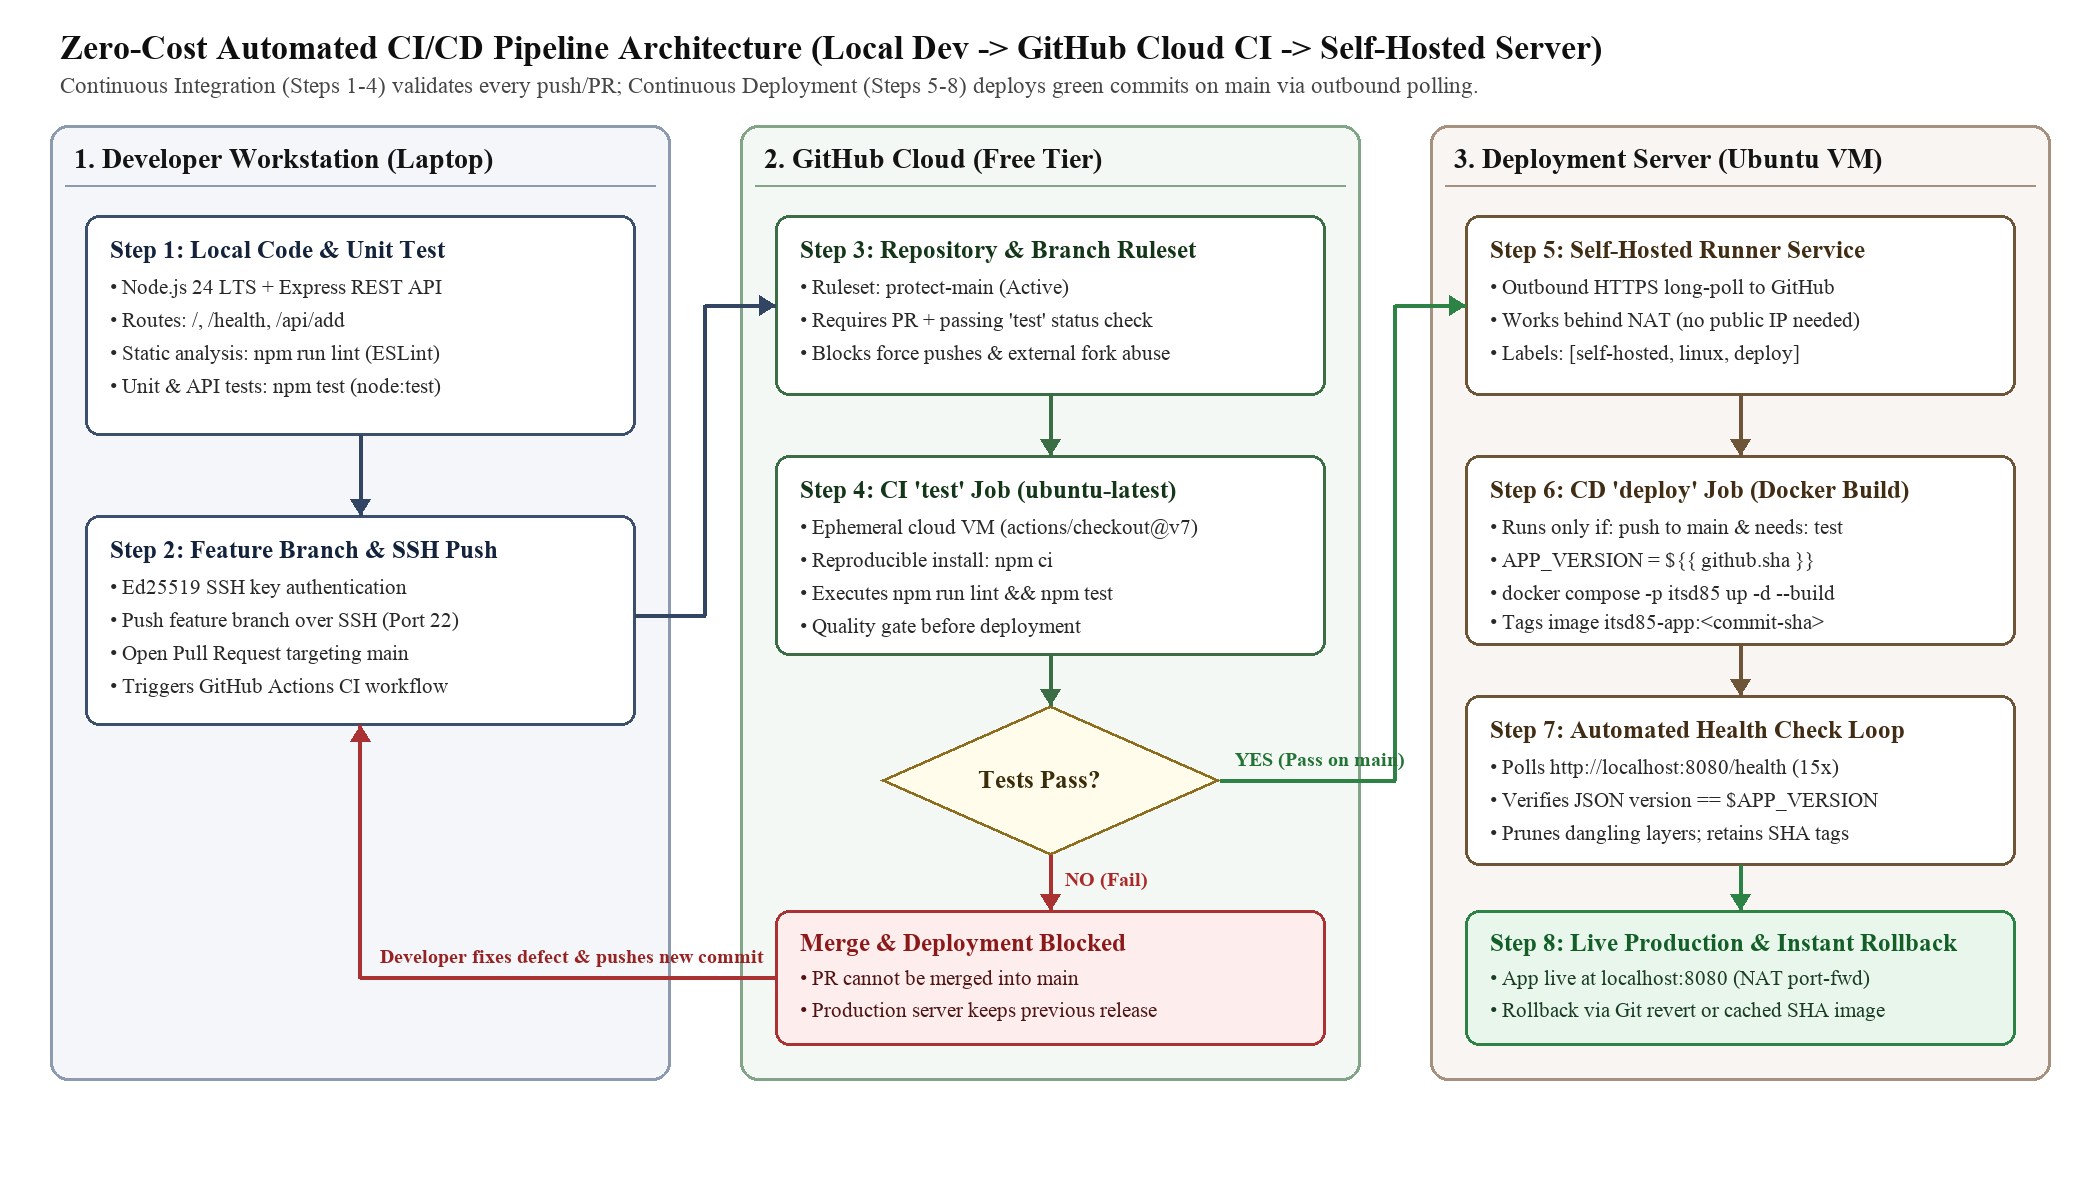 Zero-Cost Automated CI/CD Pipeline Architecture (Local Dev -> GitHub Cloud CI -> Self-Hosted Server)
Continuous Integration (Steps 1-4) validates every push/PR; Continuous Deployment (Steps 5-8) deploys green commits on main via outbound polling.
1. Developer Workstation (Laptop)
Step 1: Local Code & Unit Test
• Node.js 24 LTS + Express REST API
• Routes: /, /health, /api/add
• Static analysis: npm run lint (ESLint)
• Unit & API tests: npm test (node:test)
Step 2: Feature Branch & SSH Push
• Ed25519 SSH key authentication
• Push feature branch over SSH (Port 22)
• Open Pull Request targeting main
• Triggers GitHub Actions CI workflow
Developer fixes defect & pushes new commit
2. GitHub Cloud (Free Tier)
Step 3: Repository & Branch Ruleset
• Ruleset: protect-main (Active)
• Requires PR + passing 'test' status check
• Blocks force pushes & external fork abuse
Step 4: CI 'test' Job (ubuntu-latest)
• Ephemeral cloud VM (actions/checkout@v7)
• Reproducible install: npm ci
• Executes npm run lint && npm test
• Quality gate before deployment
Tests Pass?
YES (Pass on main)
NO (Fail)
Merge & Deployment Blocked
• PR cannot be merged into main
• Production server keeps previous release
3. Deployment Server (Ubuntu VM)
Step 5: Self-Hosted Runner Service
• Outbound HTTPS long-poll to GitHub
• Works behind NAT (no public IP needed)
• Labels: [self-hosted, linux, deploy]
Step 6: CD 'deploy' Job (Docker Build)
• Runs only if: push to main & needs: test
• APP_VERSION = ${{ github.sha }}
• docker compose -p itsd85 up -d --build
• Tags image itsd85-app:<commit-sha>
Step 7: Automated Health Check Loop
• Polls http://localhost:8080/health (15x)
• Verifies JSON version == $APP_VERSION
• Prunes dangling layers; retains SHA tags
Step 8: Live Production & Instant Rollback
• App live at localhost:8080 (NAT port-fwd)
• Rollback via Git revert or cached SHA image